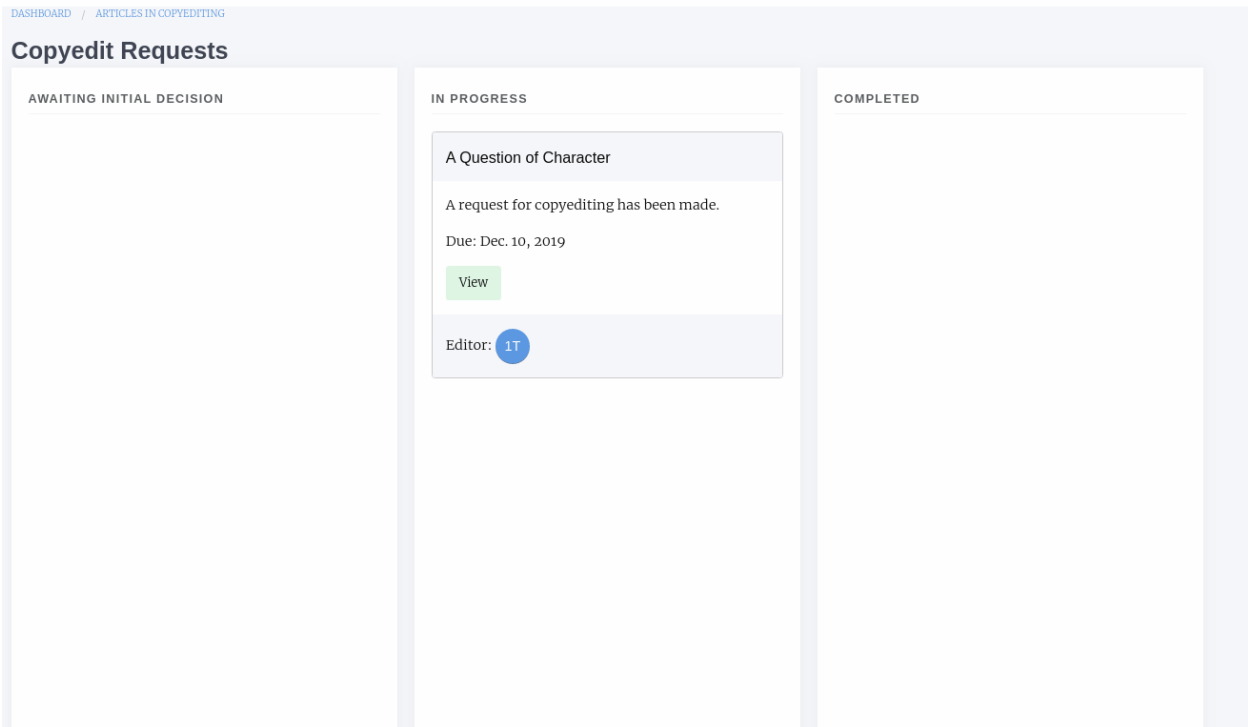 DASHBOARD / ARTICLES IN COPYEDITING
Copyedit Requests
AWAITING INITIAL DECISION
IN PROGRESS
A Question of Character
A request for copyediting has been made.
Due: Dec. 10, 2019
View
Editor: 1T
COMPLETED